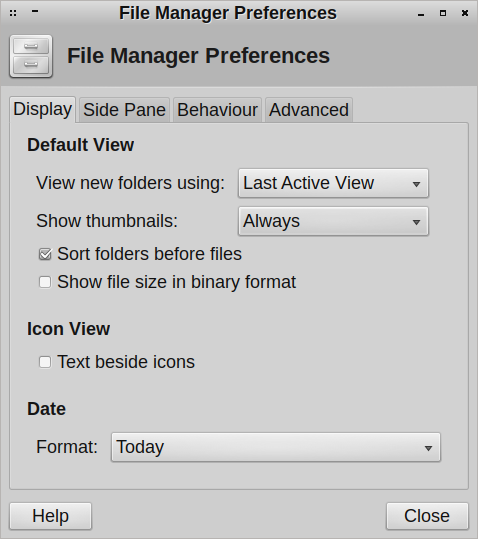 File Manager Preferences
File Manager Preferences
Display Side Pane Behaviour Advanced
Default View
View new folders using: Last Active View
Show thumbnails: Always
Sort folders before files
Show file size in binary format
Icon View
Text beside icons
Date
Format: Today
Help Close